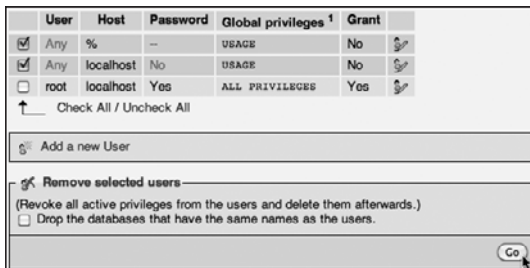 User Host Password Global privileges 1 Grant
Any % -- USAGE No
Any localhost No USAGE No
root localhost Yes ALL PRIVILEGES Yes
Check All / Uncheck All
Add a new User
Remove selected users
(Revoke all active privileges from the users and delete them afterwards.)
Drop the databases that have the same names as the users.
Go